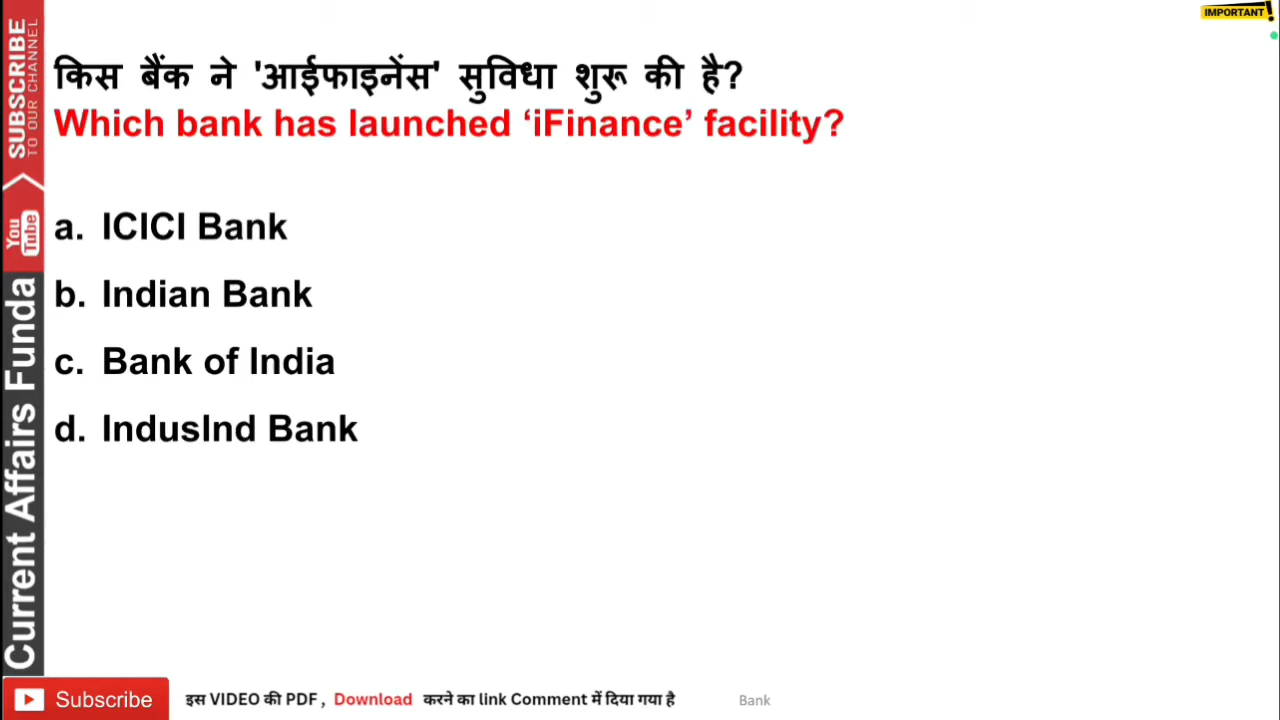 IMPORTANT!
किस बैंक ने 'आईफाइनेंस' सुविधा शुरू की है?
Which bank has launched ‘iFinance’ facility?
a. ICICI Bank
b. Indian Bank
c. Bank of India
d. IndusInd Bank
SUBSCRIBE
TO OUR CHANNEL
You
Tube
Current Affairs Funda
Subscribe
इस VIDEO की PDF , Download करने का link Comment में दिया गया है
Bank